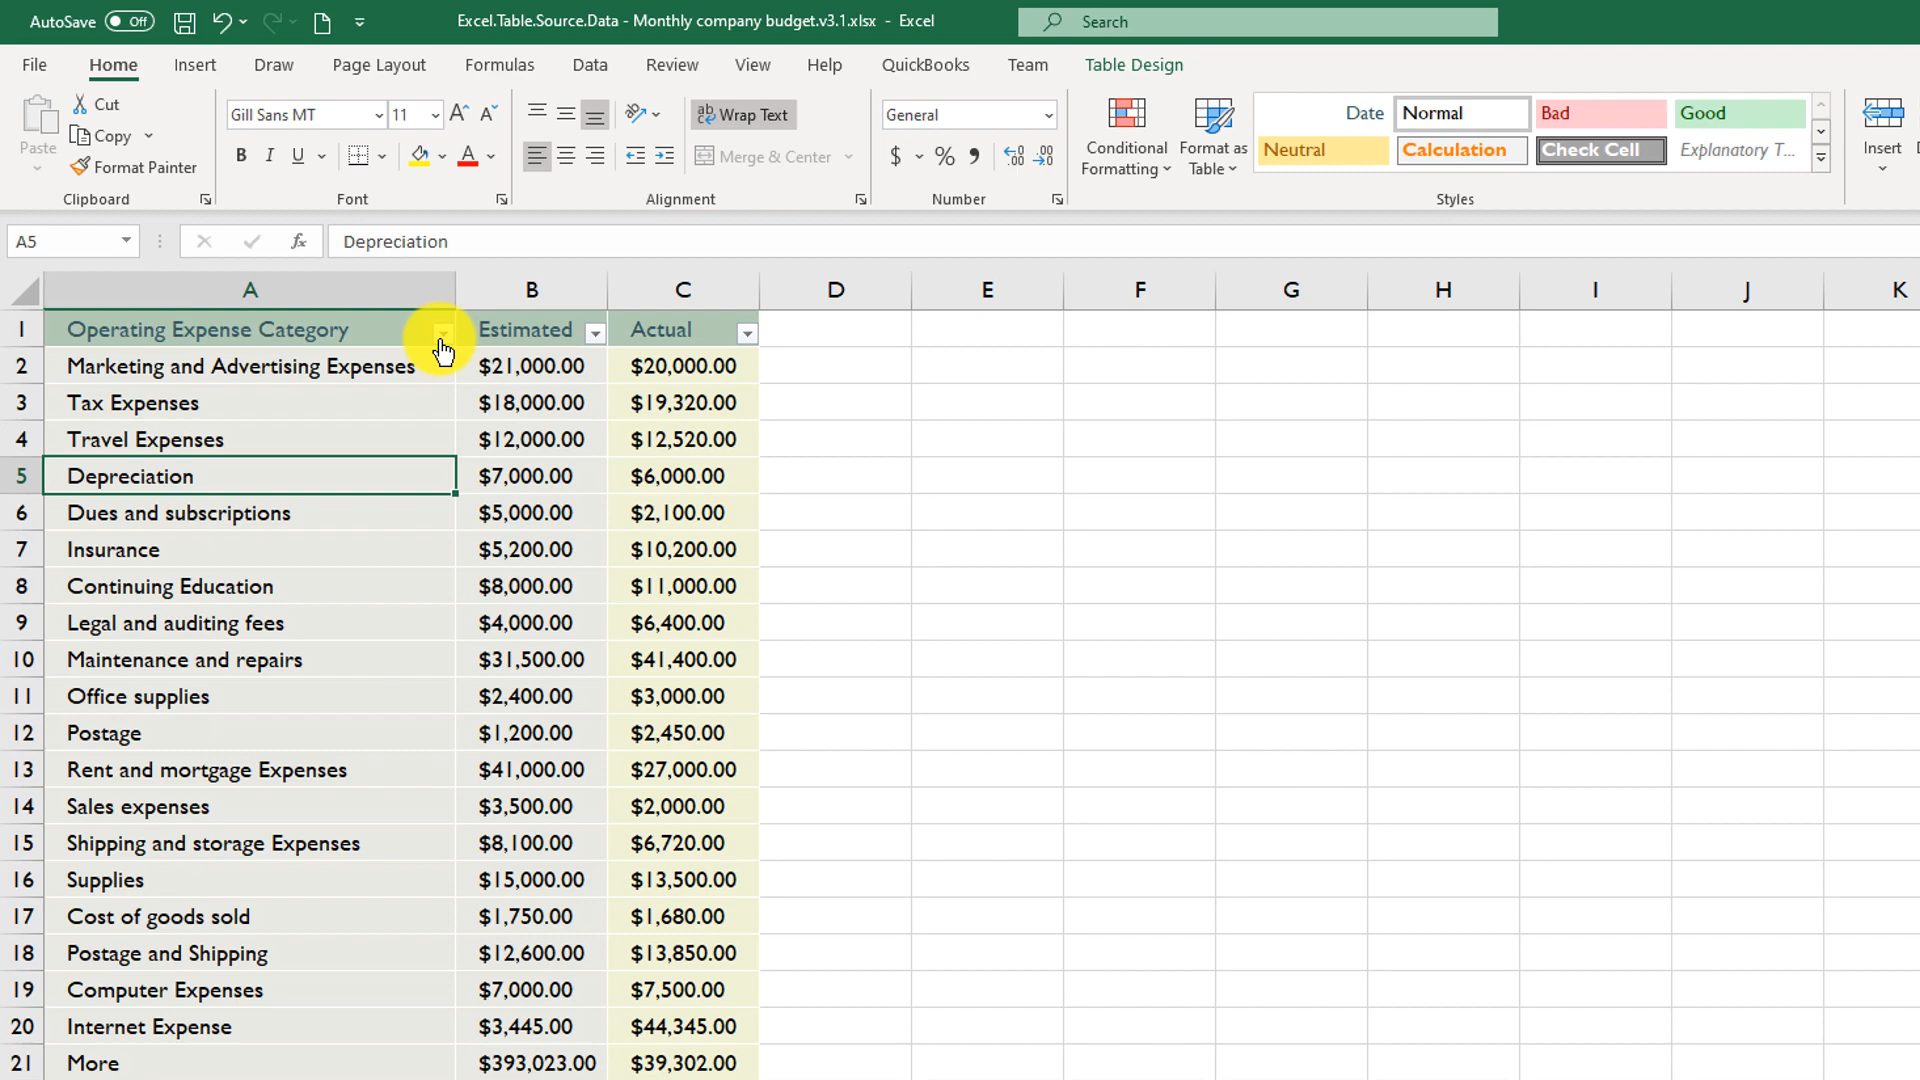 AutoSave Off Excel.Table.Source.Data - Monthly company budget.v3.1.xlsx - Excel Search
File Home Insert Draw Page Layout Formulas Data Review View Help QuickBooks Team Table Design
Paste Cut Copy Format Painter
Clipboard
Gill Sans MT 11 A A
B I U A
Font
ab Wrap Text
Merge & Center
Alignment
General
$ % 9 .00 .00
Number
Conditional Formatting Format as Table
Date Normal Bad Good
Neutral Calculation Check Cell Explanatory T...
Styles
Insert
A5 fx Depreciation
A B C D E F G H I J K
1 Operating Expense Category Estimated Actual
2 Marketing and Advertising Expenses $21,000.00 $20,000.00
3 Tax Expenses $18,000.00 $19,320.00
4 Travel Expenses $12,000.00 $12,520.00
5 Depreciation $7,000.00 $6,000.00
6 Dues and subscriptions $5,000.00 $2,100.00
7 Insurance $5,200.00 $10,200.00
8 Continuing Education $8,000.00 $11,000.00
9 Legal and auditing fees $4,000.00 $6,400.00
10 Maintenance and repairs $31,500.00 $41,400.00
11 Office supplies $2,400.00 $3,000.00
12 Postage $1,200.00 $2,450.00
13 Rent and mortgage Expenses $41,000.00 $27,000.00
14 Sales expenses $3,500.00 $2,000.00
15 Shipping and storage Expenses $8,100.00 $6,720.00
16 Supplies $15,000.00 $13,500.00
17 Cost of goods sold $1,750.00 $1,680.00
18 Postage and Shipping $12,600.00 $13,850.00
19 Computer Expenses $7,000.00 $7,500.00
20 Internet Expense $3,445.00 $44,345.00
21 More $393,023.00 $39,302.00